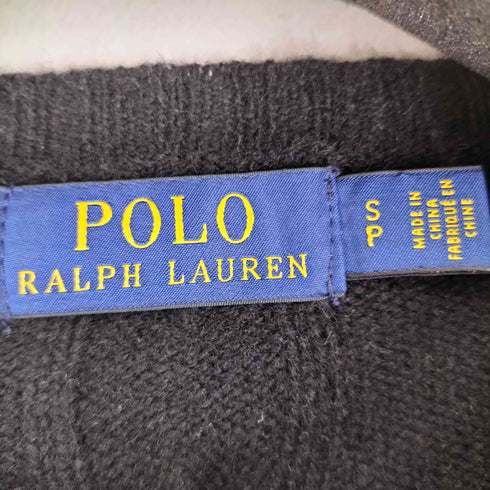 POLO
RALPH LAUREN
S
P
MADE IN
CHINA
FABRIQUÉ EN
CHINE